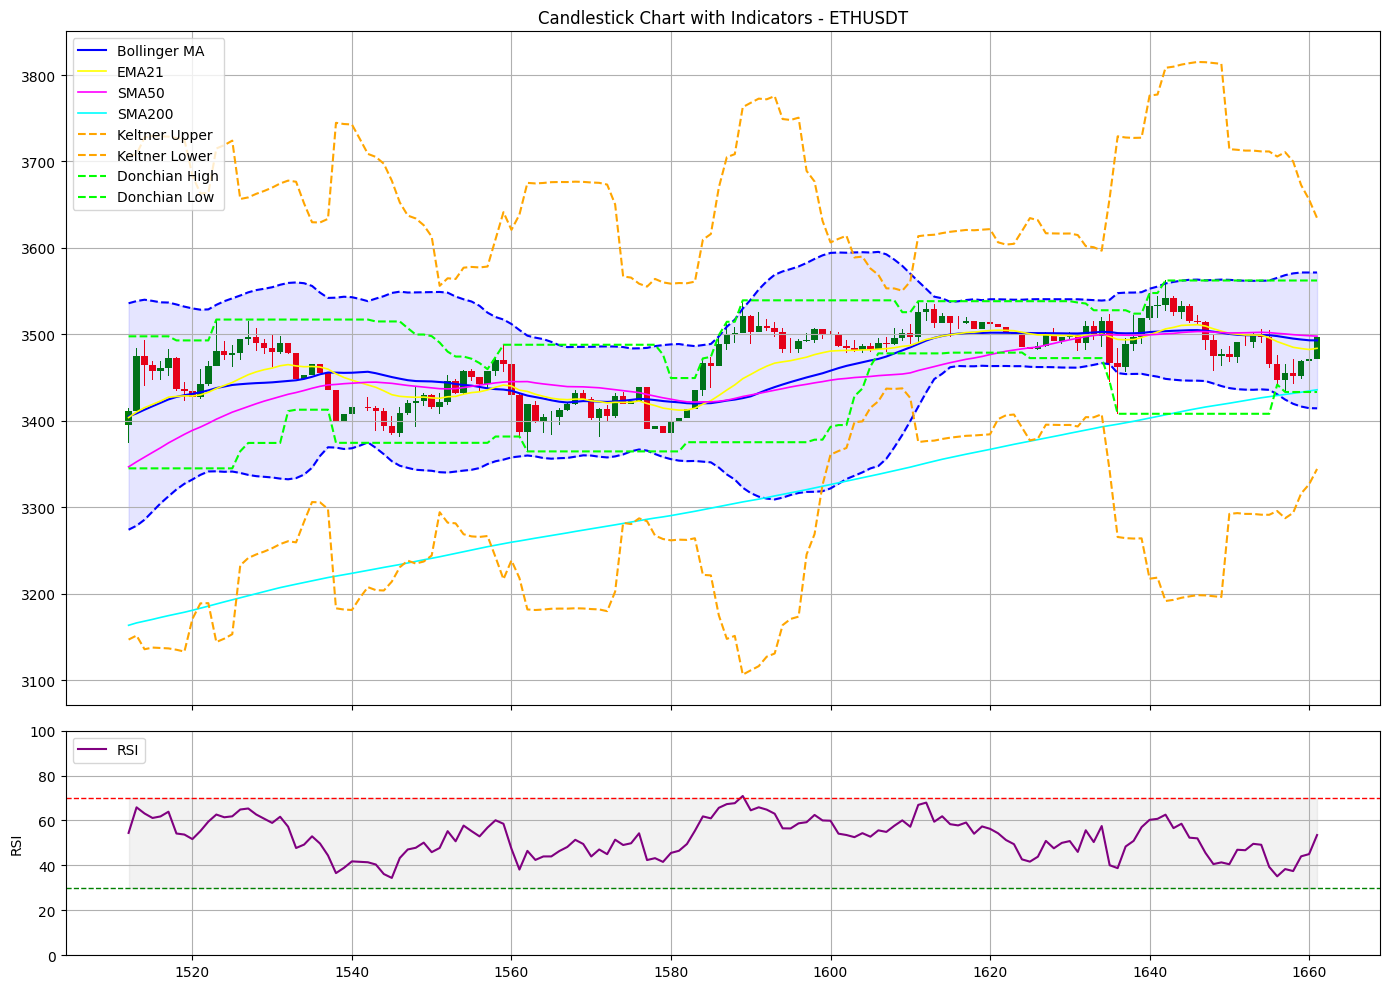 Candlestick Chart with Indicators - ETHUSDT
Bollinger MA
EMA21
SMA50
SMA200
Keltner Upper
Keltner Lower
Donchian High
Donchian Low
3800
3700
3600
3500
3400
3300
3200
3100
RSI
100
80
60
40
20
0
RSI
1520 1540 1560 1580 1600 1620 1640 1660